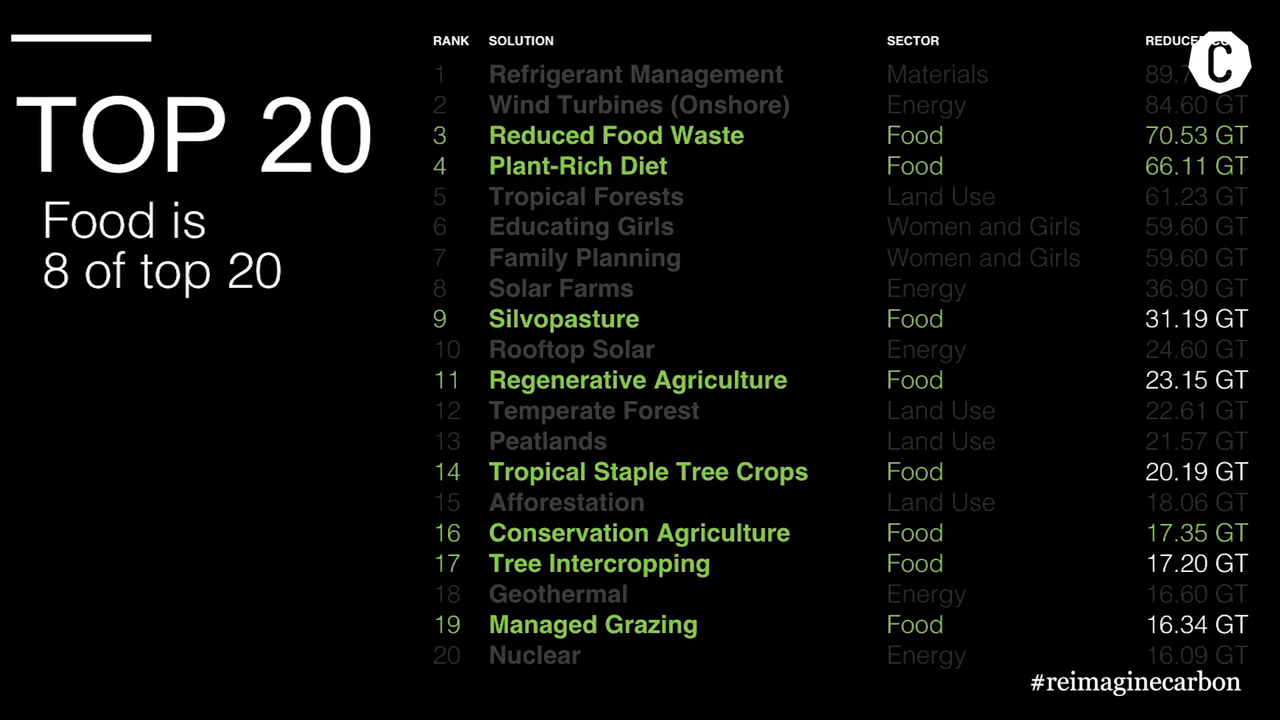 TOP 20
Food is
8 of top 20
RANK SOLUTION SECTOR
1 Refrigerant Management Materials
2 Wind Turbines (Onshore) Energy 84.60 GT
3 Reduced Food Waste Food 70.53 GT
4 Plant-Rich Diet Food 66.11 GT
5 Tropical Forests Land Use 61.23 GT
6 Educating Girls Women and Girls 59.60 GT
7 Family Planning Women and Girls 59.60 GT
8 Solar Farms Energy 36.90 GT
9 Silvopasture Food 31.19 GT
10 Rooftop Solar Energy 24.60 GT
11 Regenerative Agriculture Food 23.15 GT
12 Temperate Forest Land Use 22.61 GT
13 Peatlands Land Use 21.57 GT
14 Tropical Staple Tree Crops Food 20.19 GT
15 Afforestation Land Use 18.06 GT
16 Conservation Agriculture Food 17.35 GT
17 Tree Intercropping Food 17.20 GT
18 Geothermal Energy 16.60 GT
19 Managed Grazing Food 16.34 GT
20 Nuclear Energy 16.09 GT
C
#reimaginecarbon